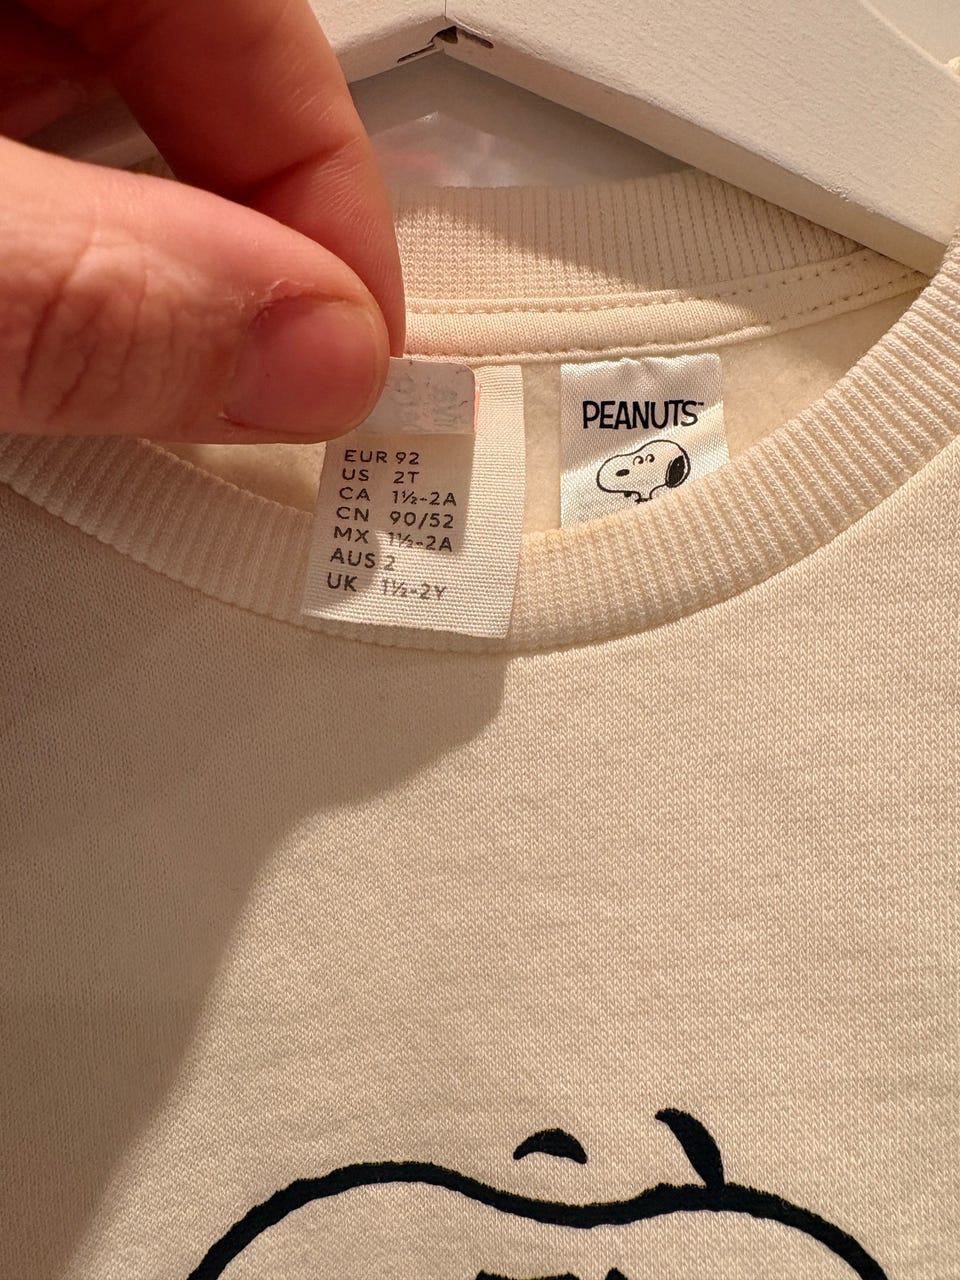 EUR 92
US 2T
CA 1½-2A
CN 90/52
MX 1½-2A
AUS 2
UK 1½-2Y
PEANUTS™